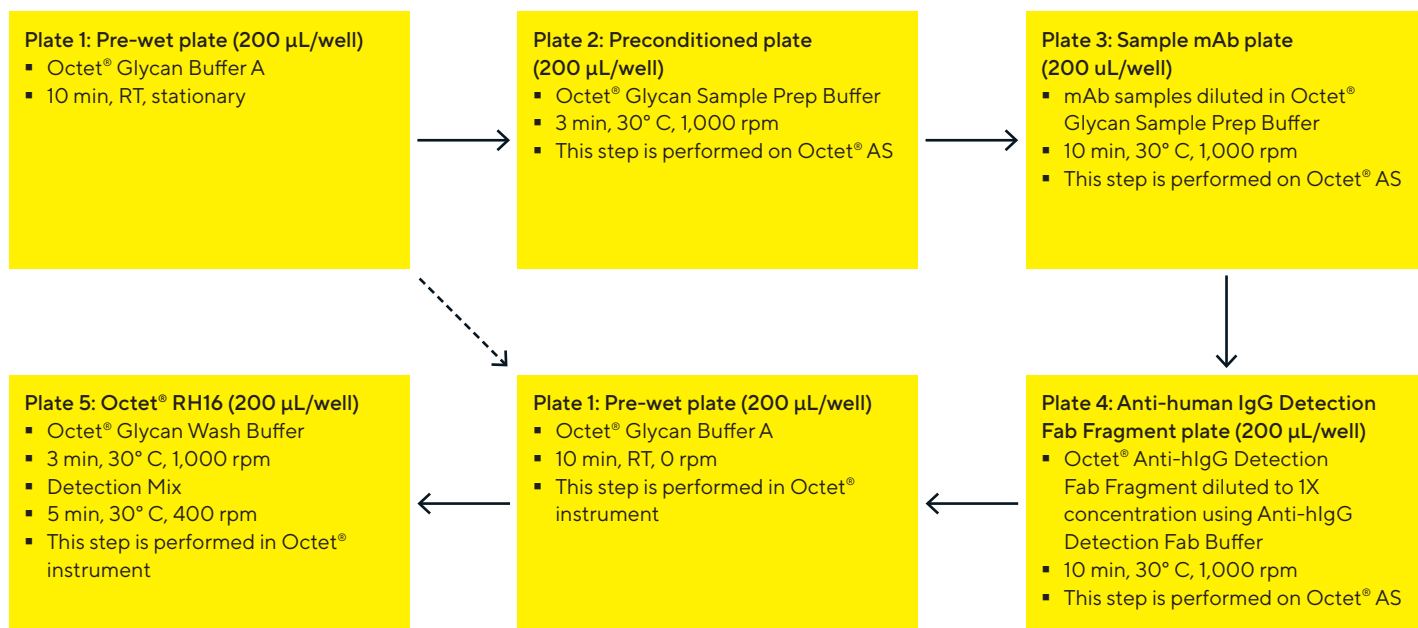 Plate 1: Pre-wet plate (200 µL/well)
▪ Octet® Glycan Buffer A
▪ 10 min, RT, stationary
Plate 2: Preconditioned plate
(200 µL/well)
▪ Octet® Glycan Sample Prep Buffer
▪ 3 min, 30° C, 1,000 rpm
▪ This step is performed on Octet® AS
Plate 3: Sample mAb plate
(200 uL/well)
▪ mAb samples diluted in Octet®
Glycan Sample Prep Buffer
▪ 10 min, 30° C, 1,000 rpm
▪ This step is performed on Octet® AS
Plate 5: Octet® RH16 (200 µL/well)
▪ Octet® Glycan Wash Buffer
▪ 3 min, 30° C, 1,000 rpm
▪ Detection Mix
▪ 5 min, 30° C, 400 rpm
▪ This step is performed in Octet®
instrument
Plate 1: Pre-wet plate (200 µL/well)
▪ Octet® Glycan Buffer A
▪ 10 min, RT, 0 rpm
▪ This step is performed in Octet®
instrument
Plate 4: Anti-human IgG Detection
Fab Fragment plate (200 µL/well)
▪ Octet® Anti-hIgG Detection
Fab Fragment diluted to 1X
concentration using Anti-hIgG
Detection Fab Buffer
▪ 10 min, 30° C, 1,000 rpm
▪ This step is performed on Octet® AS